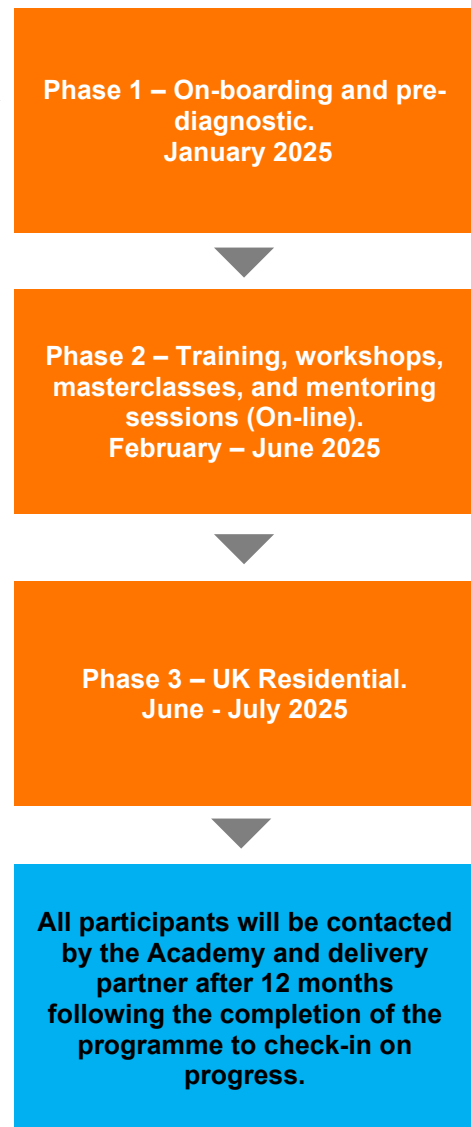 Phase 1 – On-boarding and pre-
diagnostic.
January 2025
Phase 2 – Training, workshops,
masterclasses, and mentoring
sessions (On-line).
February – June 2025
Phase 3 – UK Residential.
June - July 2025
All participants will be contacted
by the Academy and delivery
partner after 12 months
following the completion of the
programme to check-in on
progress.